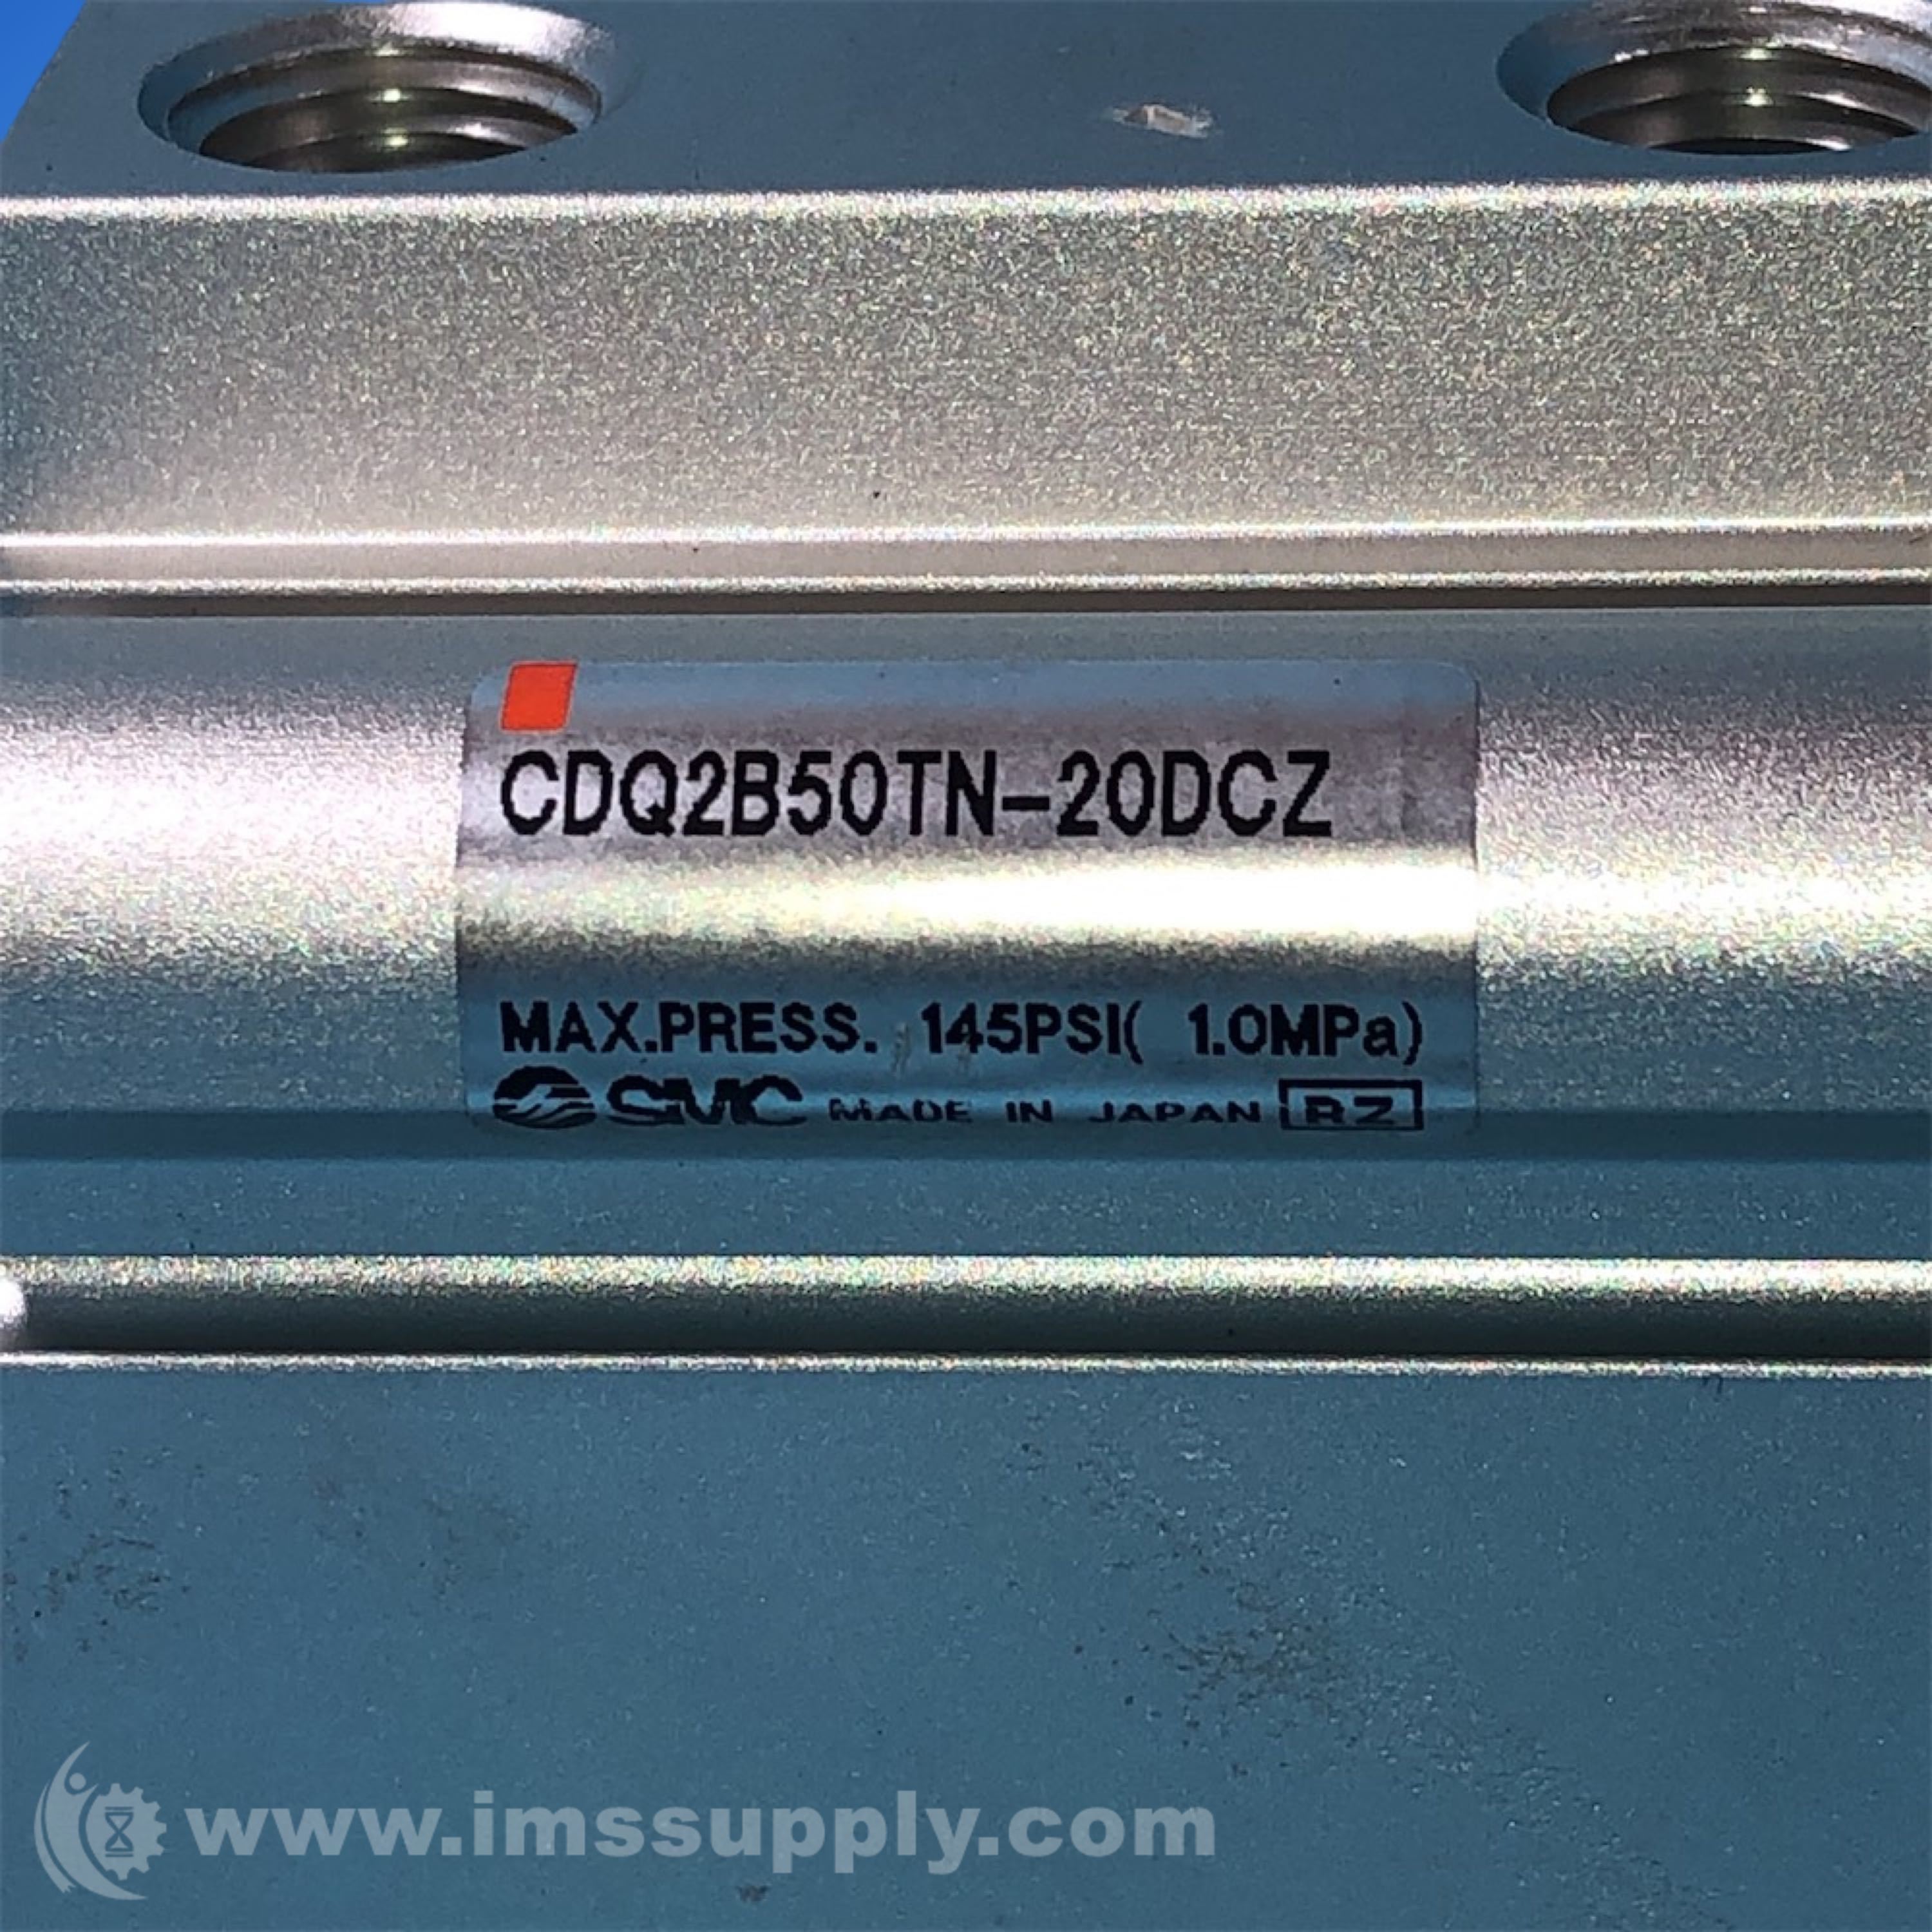 CDQ2B50TN-20DCZ
MAX.PRESS. 145PSI( 1.0MPa)
SMC MADE IN JAPAN RZ
www.imssupply.com